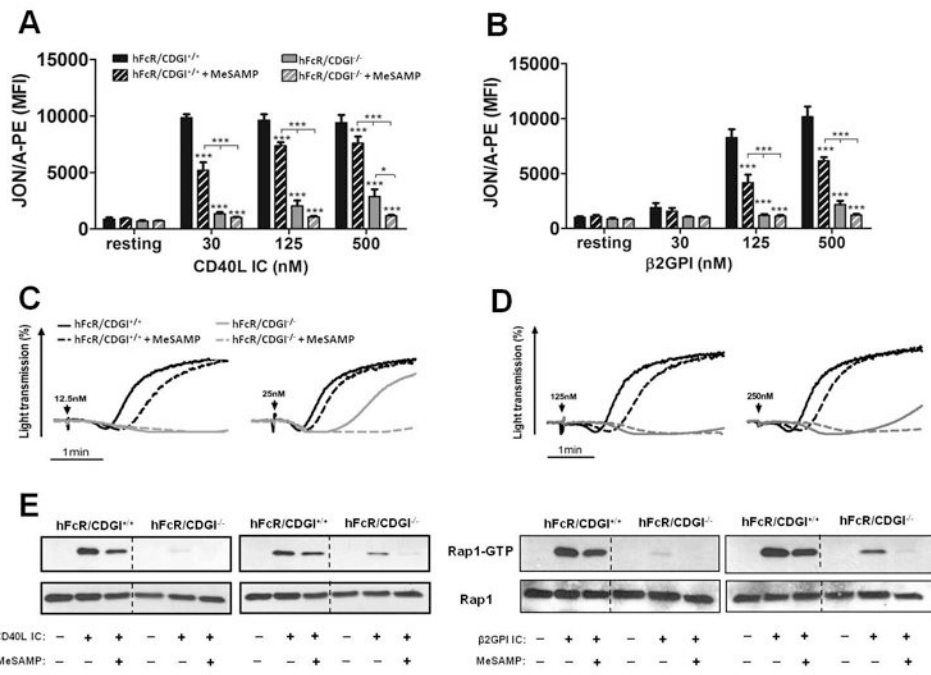 A
JON/A-PE (MFI)
15000
10000
5000
0
hFcR/CDGI+/+
hFcR/CDGI+/+ + MeSAMP
hFcR/CDGI-/-
hFcR/CDGI-/- + MeSAMP
*** *** *** *** ***
*** *** *** *** *
*** *** *** ***
resting 30 125 500
CD40L IC (nM)
B
JON/A-PE (MFI)
15000
10000
5000
0
*** *** *** ***
*** *** *** ***
resting 30 125 500
β2GPI (nM)
C
Light transmission (%)
hFcR/CDGI+/+
hFcR/CDGI+/+ + MeSAMP
hFcR/CDGI-/-
hFcR/CDGI-/- + MeSAMP
12.5nM
25nM
1min
D
Light transmission (%)
125nM
250nM
1min
E
hFcR/CDGI+/+ hFcR/CDGI-/- hFcR/CDGI+/+ hFcR/CDGI-/-
hFcR/CDGI+/+ hFcR/CDGI-/- hFcR/CDGI+/+ hFcR/CDGI-/-
Rap1-GTP
Rap1
CD40L IC: – + + – + + – + + – + +
MeSAMP: – – + – – + – – + – – +
β2GPI IC: – + + – + + – + + – + +
MeSAMP: – – + – – + – – + – – +